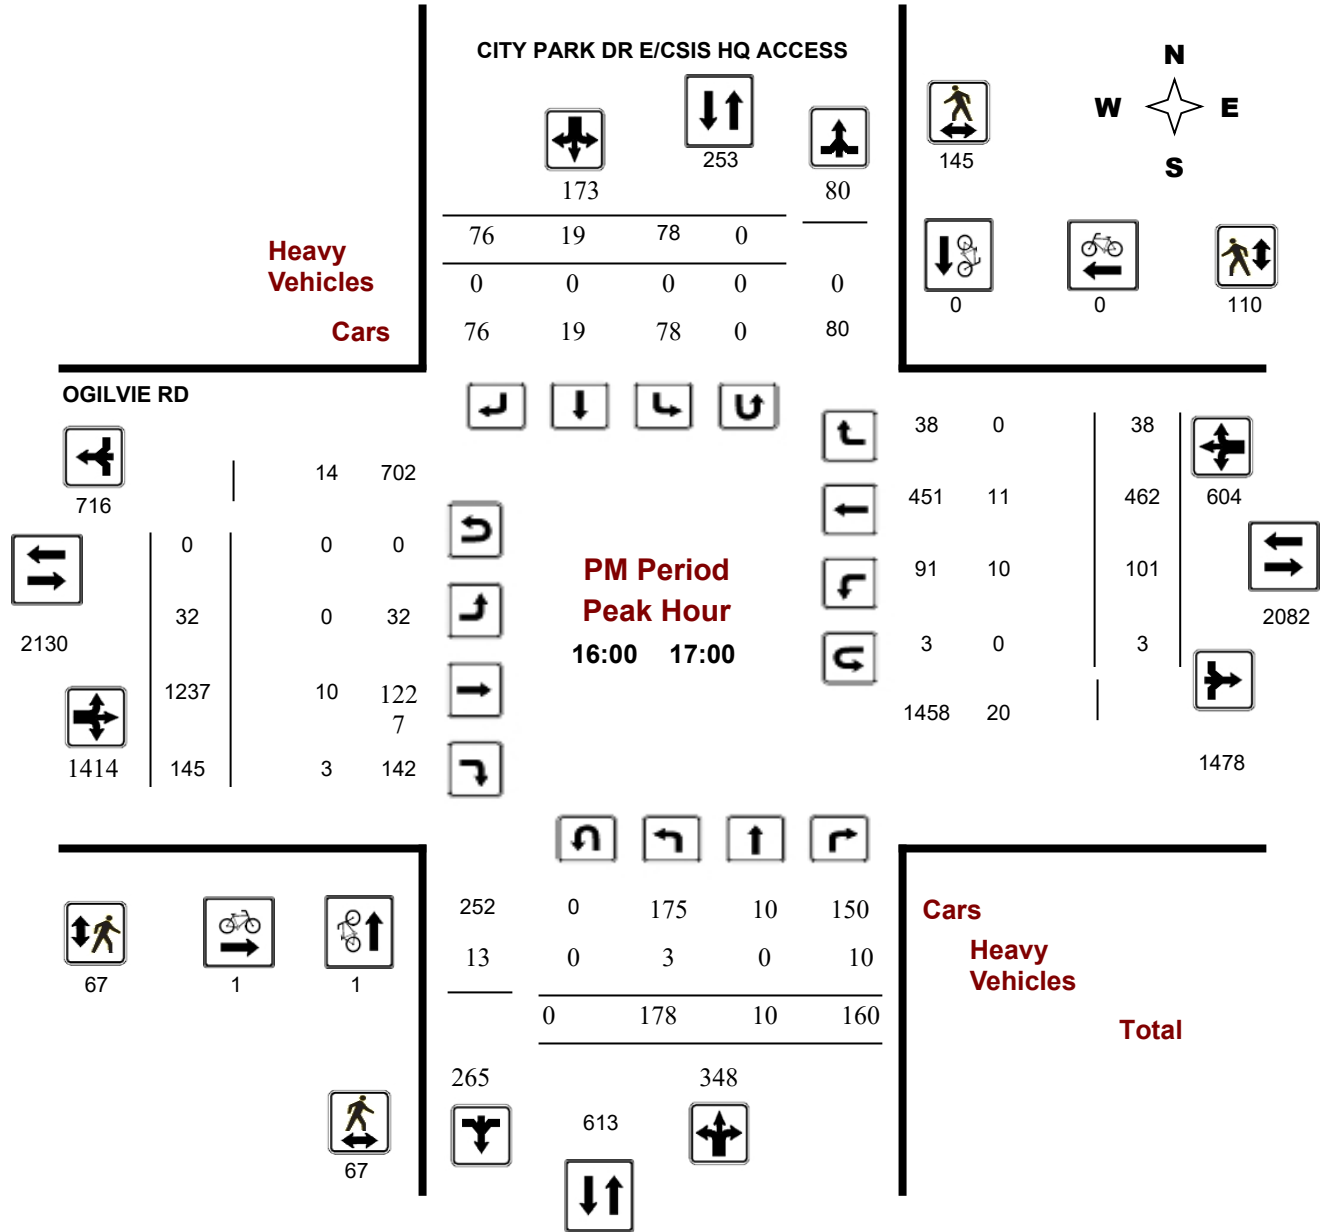 CITY PARK DR E/CSIS HQ ACCESS
N
W E
S
253
145
173 80
76 19 78 0
Heavy
Vehicles
0 0 0 0 0
0 0 110
Cars
76 19 78 0 80
OGILVIE RD
38 0 38
14 702
716
451 11 462 604
0 0 0
PM Period
91 10 101
Peak Hour
32 0 32
2082
2130
16:00 17:00
3 0 3
1237 10 122
7
1458 20
1414 145 3 142
1478
252 0 175 10 150
Cars
13 0 3 0 10
Heavy
Vehicles
67 1 1
0 178 10 160
Total
265 348
613
67